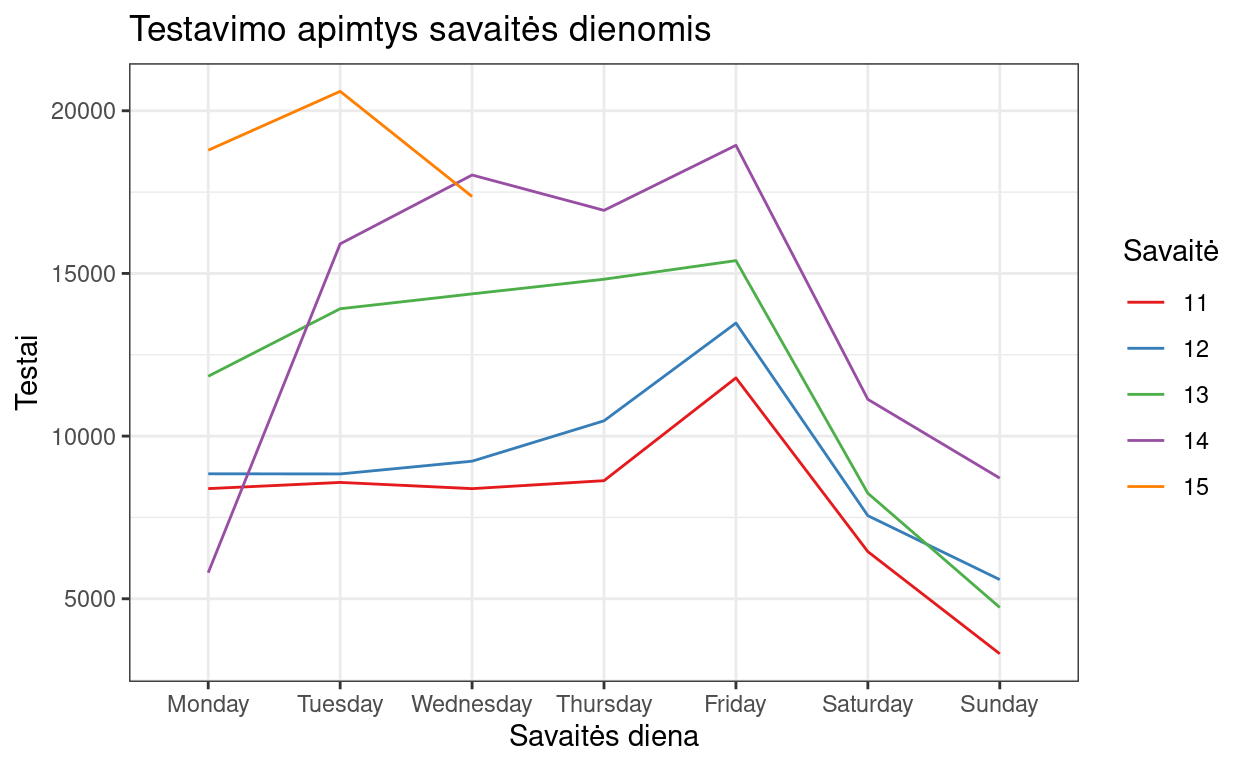 Testavimo apimtys savaitės dienomis
Testai
20000
15000
10000
5000
Monday Tuesday Wednesday Thursday Friday Saturday Sunday
Savaitės diena
Savaitė
11
12
13
14
15